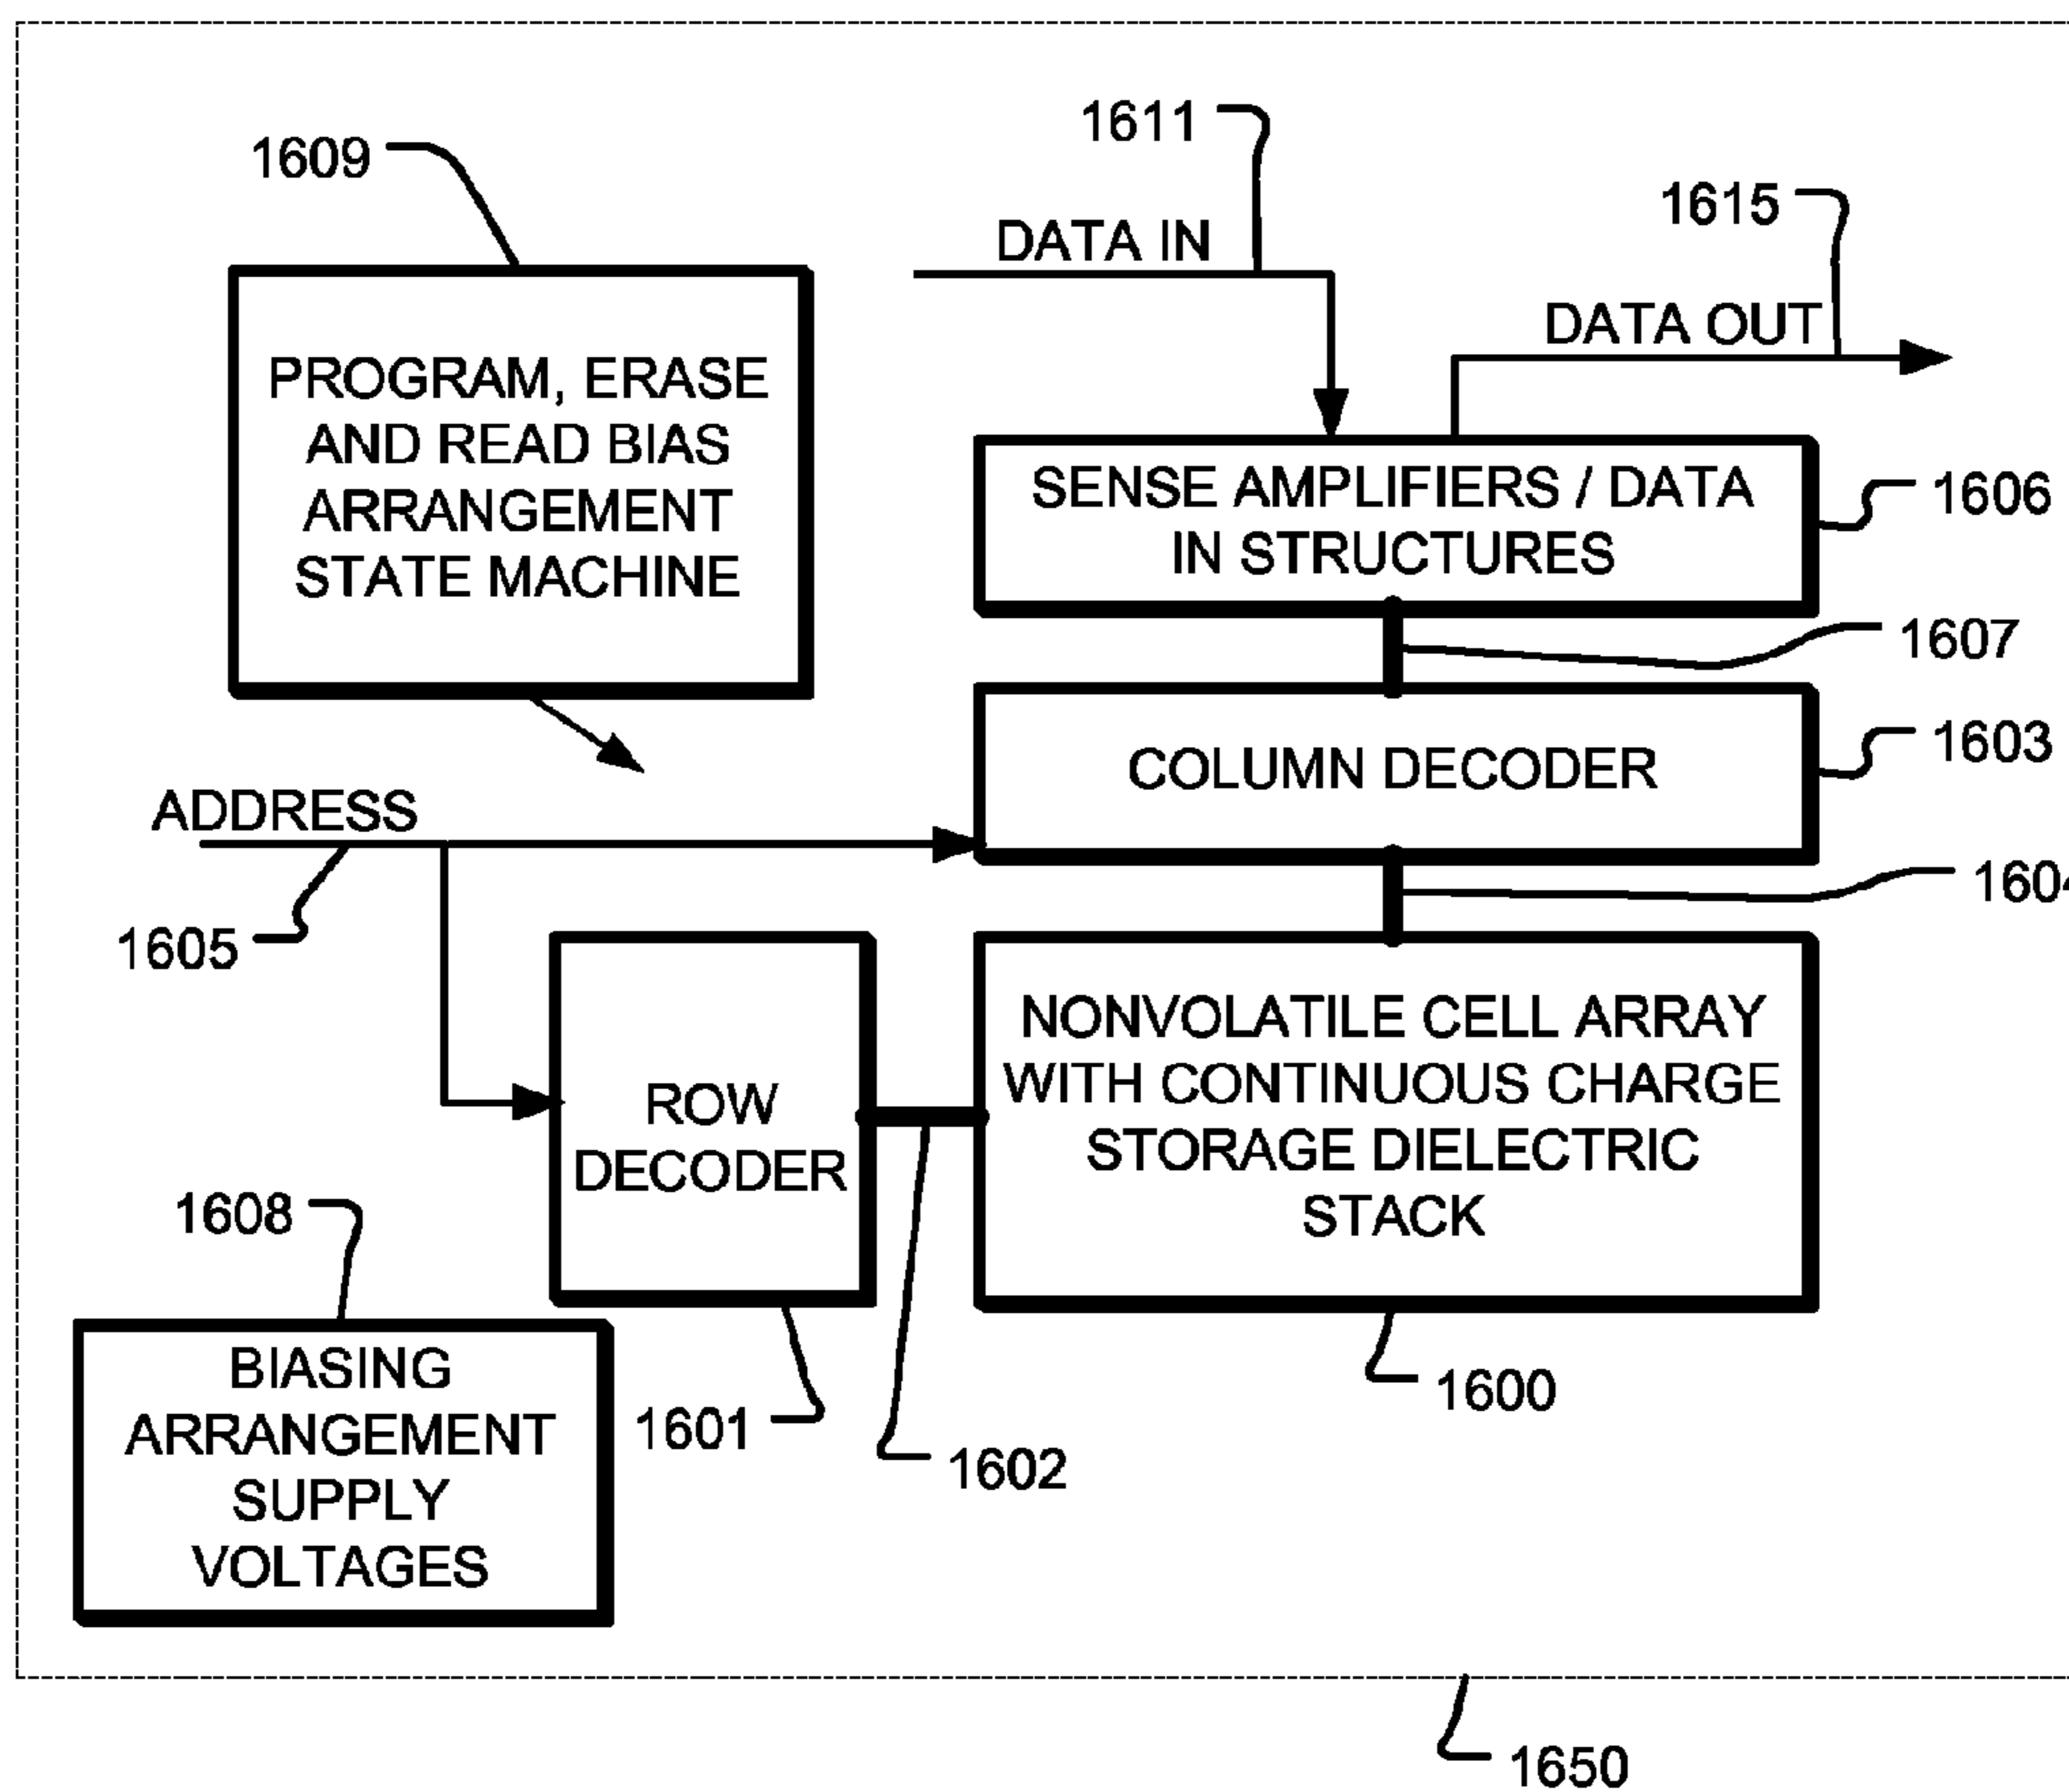 1611
1609
1615
DATA IN
DATA OUT
PROGRAM, ERASE
AND READ BIAS
ARRANGEMENT
STATE MACHINE
SENSE AMPLIFIERS / DATA
IN STRUCTURES
1606
1607
COLUMN DECODER
1603
ADDRESS
1604
1605
NONVOLATILE CELL ARRAY
WITH CONTINUOUS CHARGE
STORAGE DIELECTRIC
STACK
ROW
DECODER
1608
BIASING
ARRANGEMENT
SUPPLY
VOLTAGES
1601
1602
1600
1650